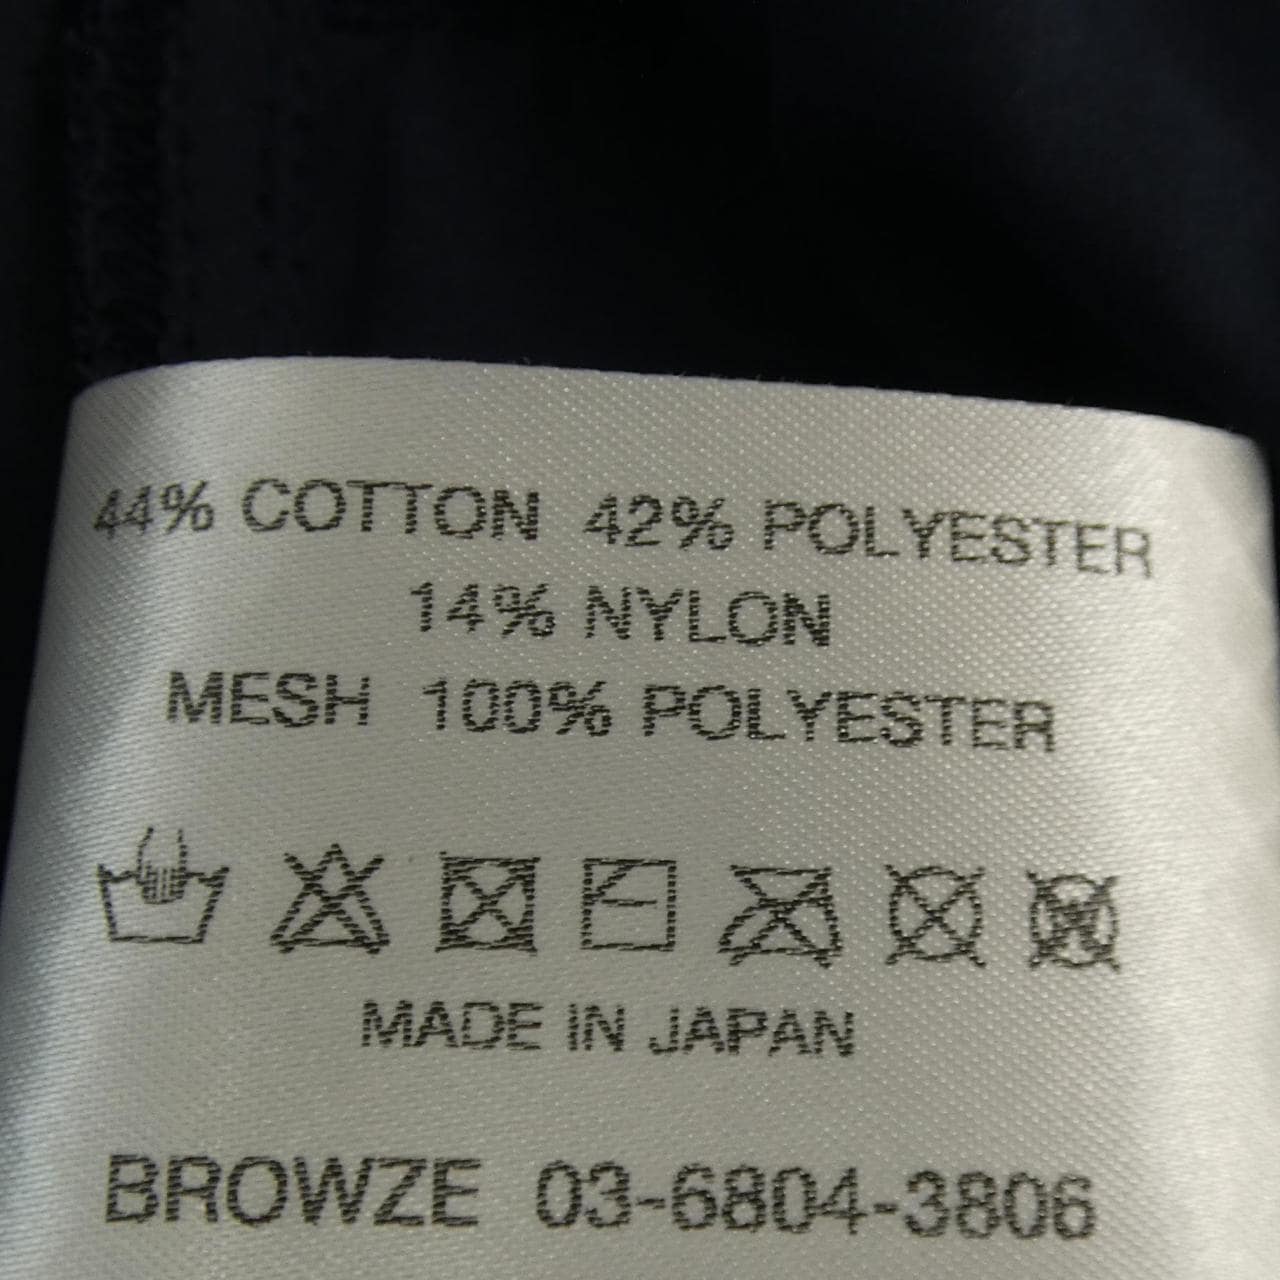 44% COTTON 42% POLYESTER
14% NYLON
MESH 100% POLYESTER
MADE IN JAPAN
BROWZE 03-6804-3806